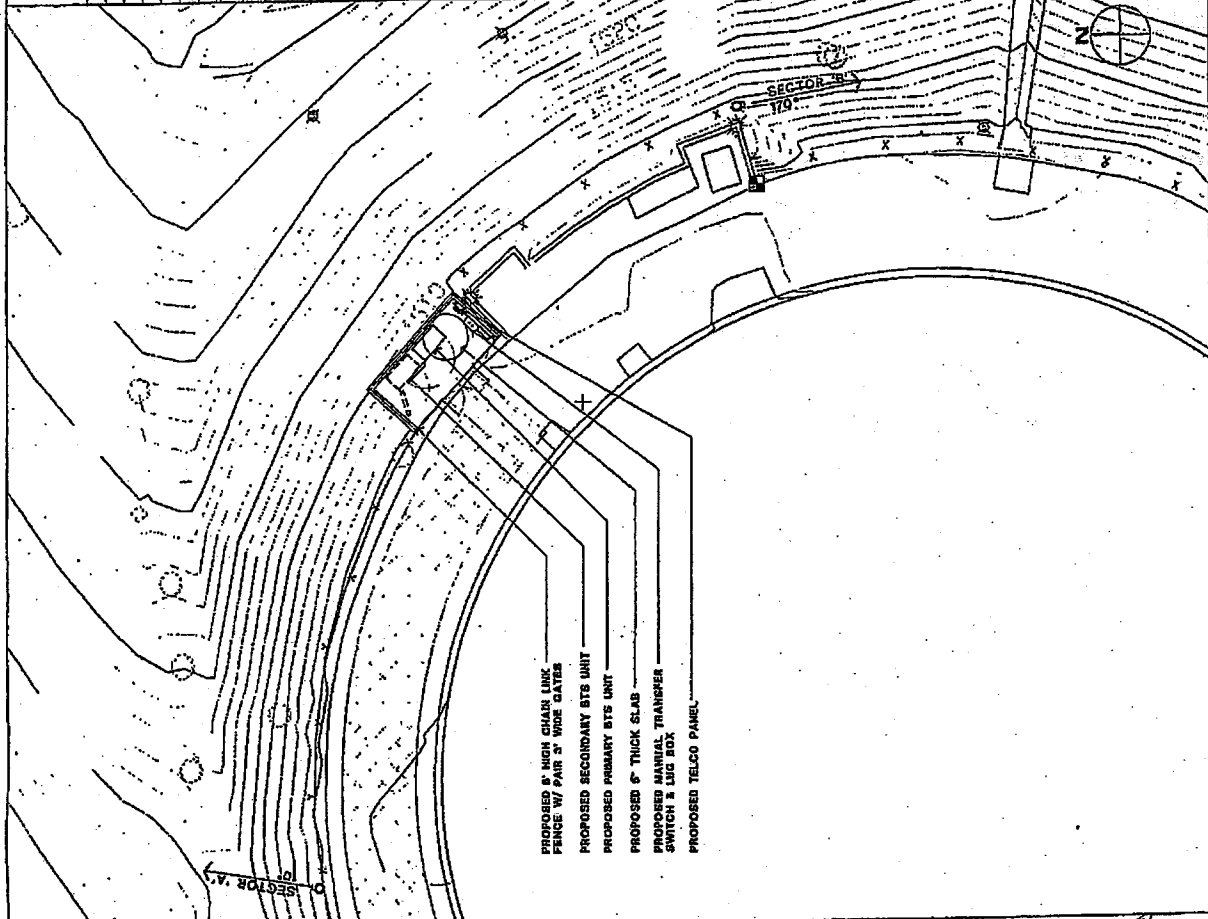 PROPOSED 8' HIGH CHAIN LINK
FENCE W/ PAIR 3' WIDE GATES
PROPOSED SECONDARY BTS UNIT
PROPOSED PRIMARY BTS UNIT
PROPOSED 6" THICK SLAB
PROPOSED MANUAL TRANSFER
SWITCH & LUG BOX
PROPOSED TELCO PANEL
SECTOR 'A'
0°
SECTOR 'B'
170°
N